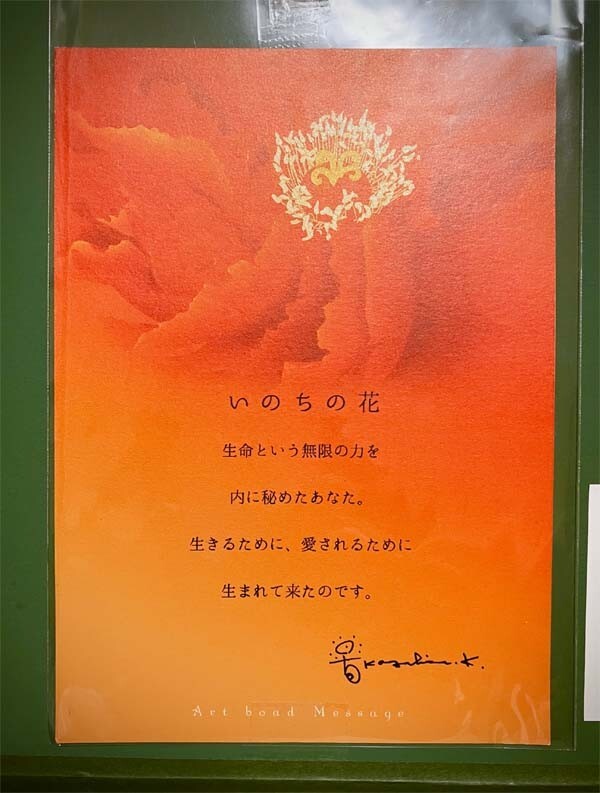 いのちの花
生命という無限の力を
内に秘めたあなた。
生きるために、愛されるために
生まれて来たのです。
Art boad Message